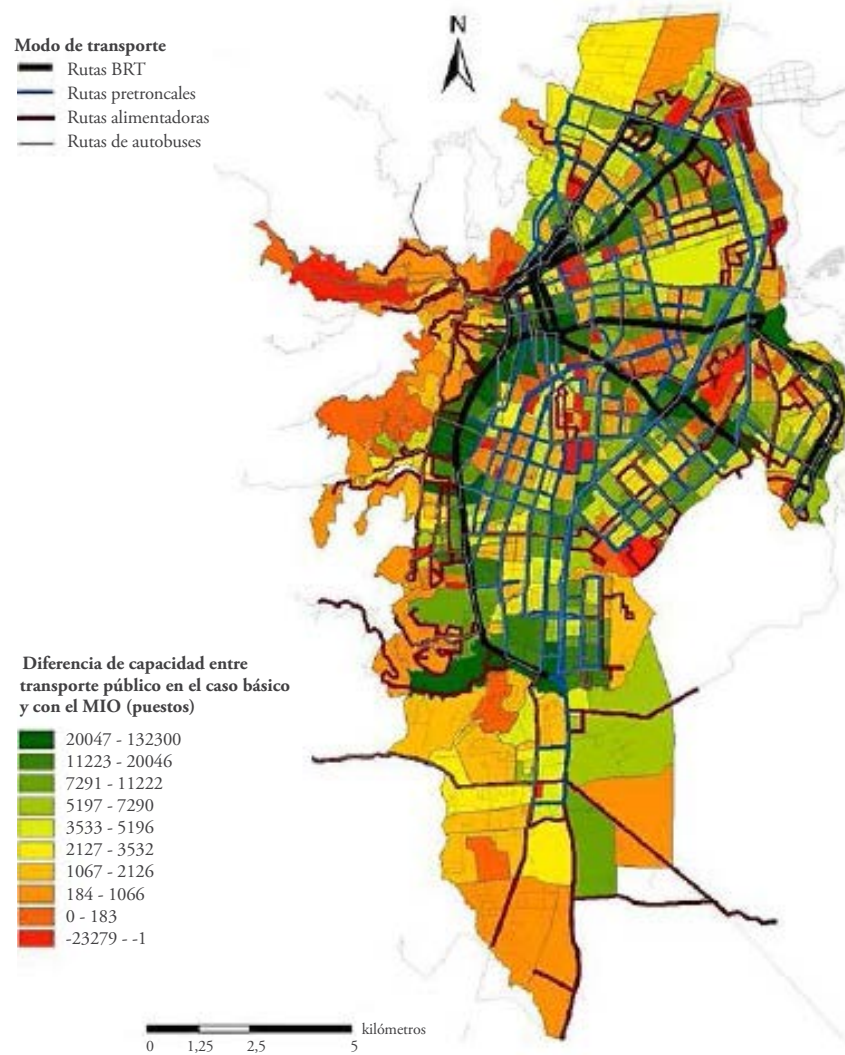 N
Modo de transporte
Rutas BRT
Rutas pretroncales
Rutas alimentadoras
Rutas de autobuses
Diferencia de capacidad entre
transporte público en el caso básico
y con el MIO (puestos)
20047 - 132300
11223 - 20046
7291 - 11222
5197 - 7290
3533 - 5196
2127 - 3532
1067 - 2126
184 - 1066
0 - 183
-23279 - -1
kilómetros
0 1,25 2,5 5